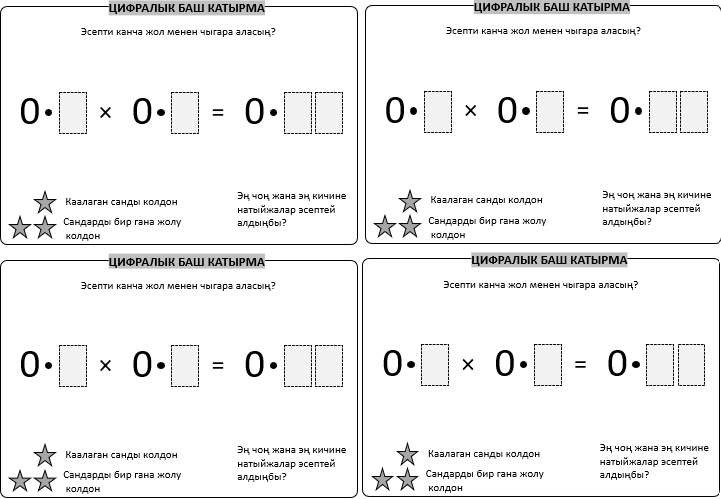 ЦИФРАЛЫК БАШ КАТЫРМА
Эсепти канча жол менен чыгара аласың?
0• × 0• = 0•
Каалаган санды колдон
Сандарды бир гана жолу
колдон
Эң чоң жана эң кичине
натыйжалар эсептей
алдыңбы?
ЦИФРАЛЫК БАШ КАТЫРМА
Эсепти канча жол менен чыгара аласың?
0• × 0• = 0•
Каалаган санды колдон
Сандарды бир гана жолу
колдон
Эң чоң жана эң кичине
натыйжалар эсептей
алдыңбы?
ЦИФРАЛЫК БАШ КАТЫРМА
Эсепти канча жол менен чыгара аласың?
0• × 0• = 0•
Каалаган санды колдон
Сандарды бир гана жолу
колдон
Эң чоң жана эң кичине
натыйжалар эсептей
алдыңбы?
ЦИФРАЛЫК БАШ КАТЫРМА
Эсепти канча жол менен чыгара аласың?
0• × 0• = 0•
Каалаган санды колдон
Сандарды бир гана жолу
колдон
Эң чоң жана эң кичине
натыйжалар эсептей
алдыңбы?